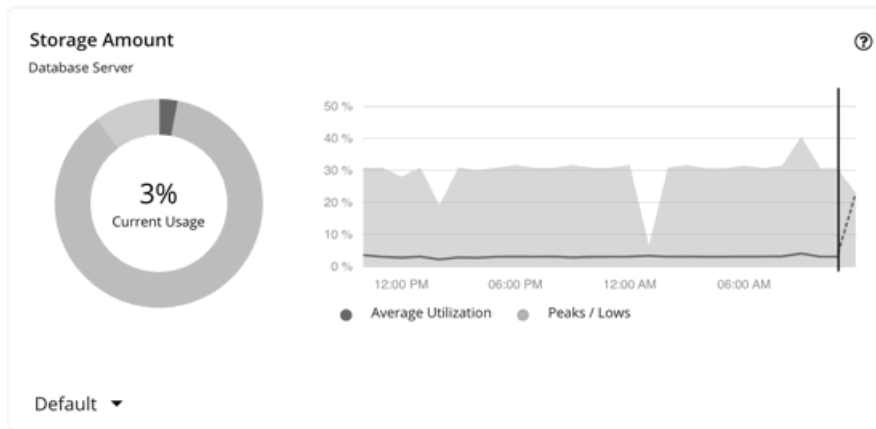 Storage Amount
Database Server
3%
Current Usage
50 %
40 %
30 %
20 %
10 %
0 %
12:00 PM 06:00 PM 12:00 AM 06:00 AM
Average Utilization Peaks / Lows
Default